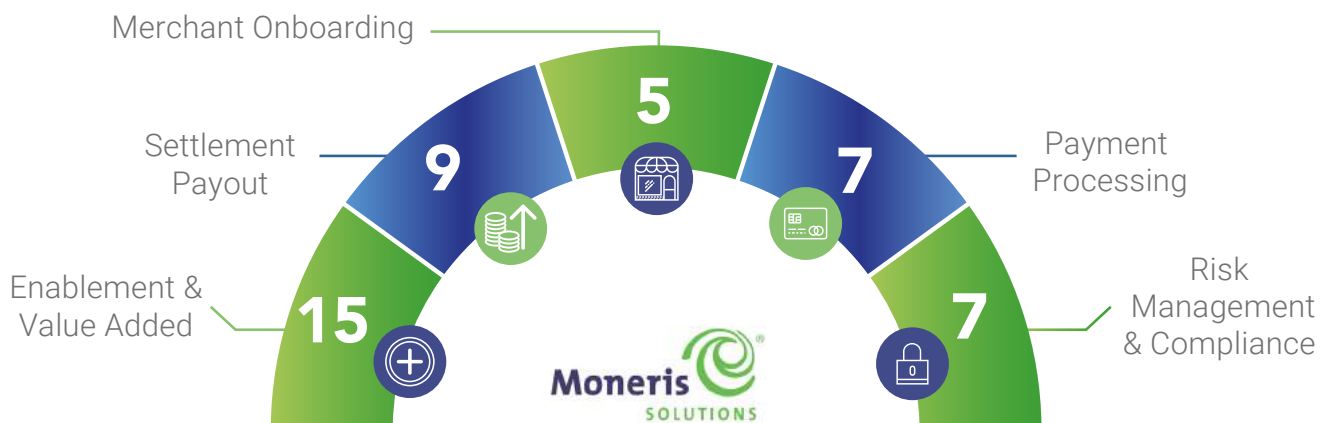 Merchant Onboarding
5
Settlement
Payout
9
7
Payment
Processing
Enablement &
Value Added
15
7
Risk
Management
& Compliance
0
Moneris
®
SOLUTIONS